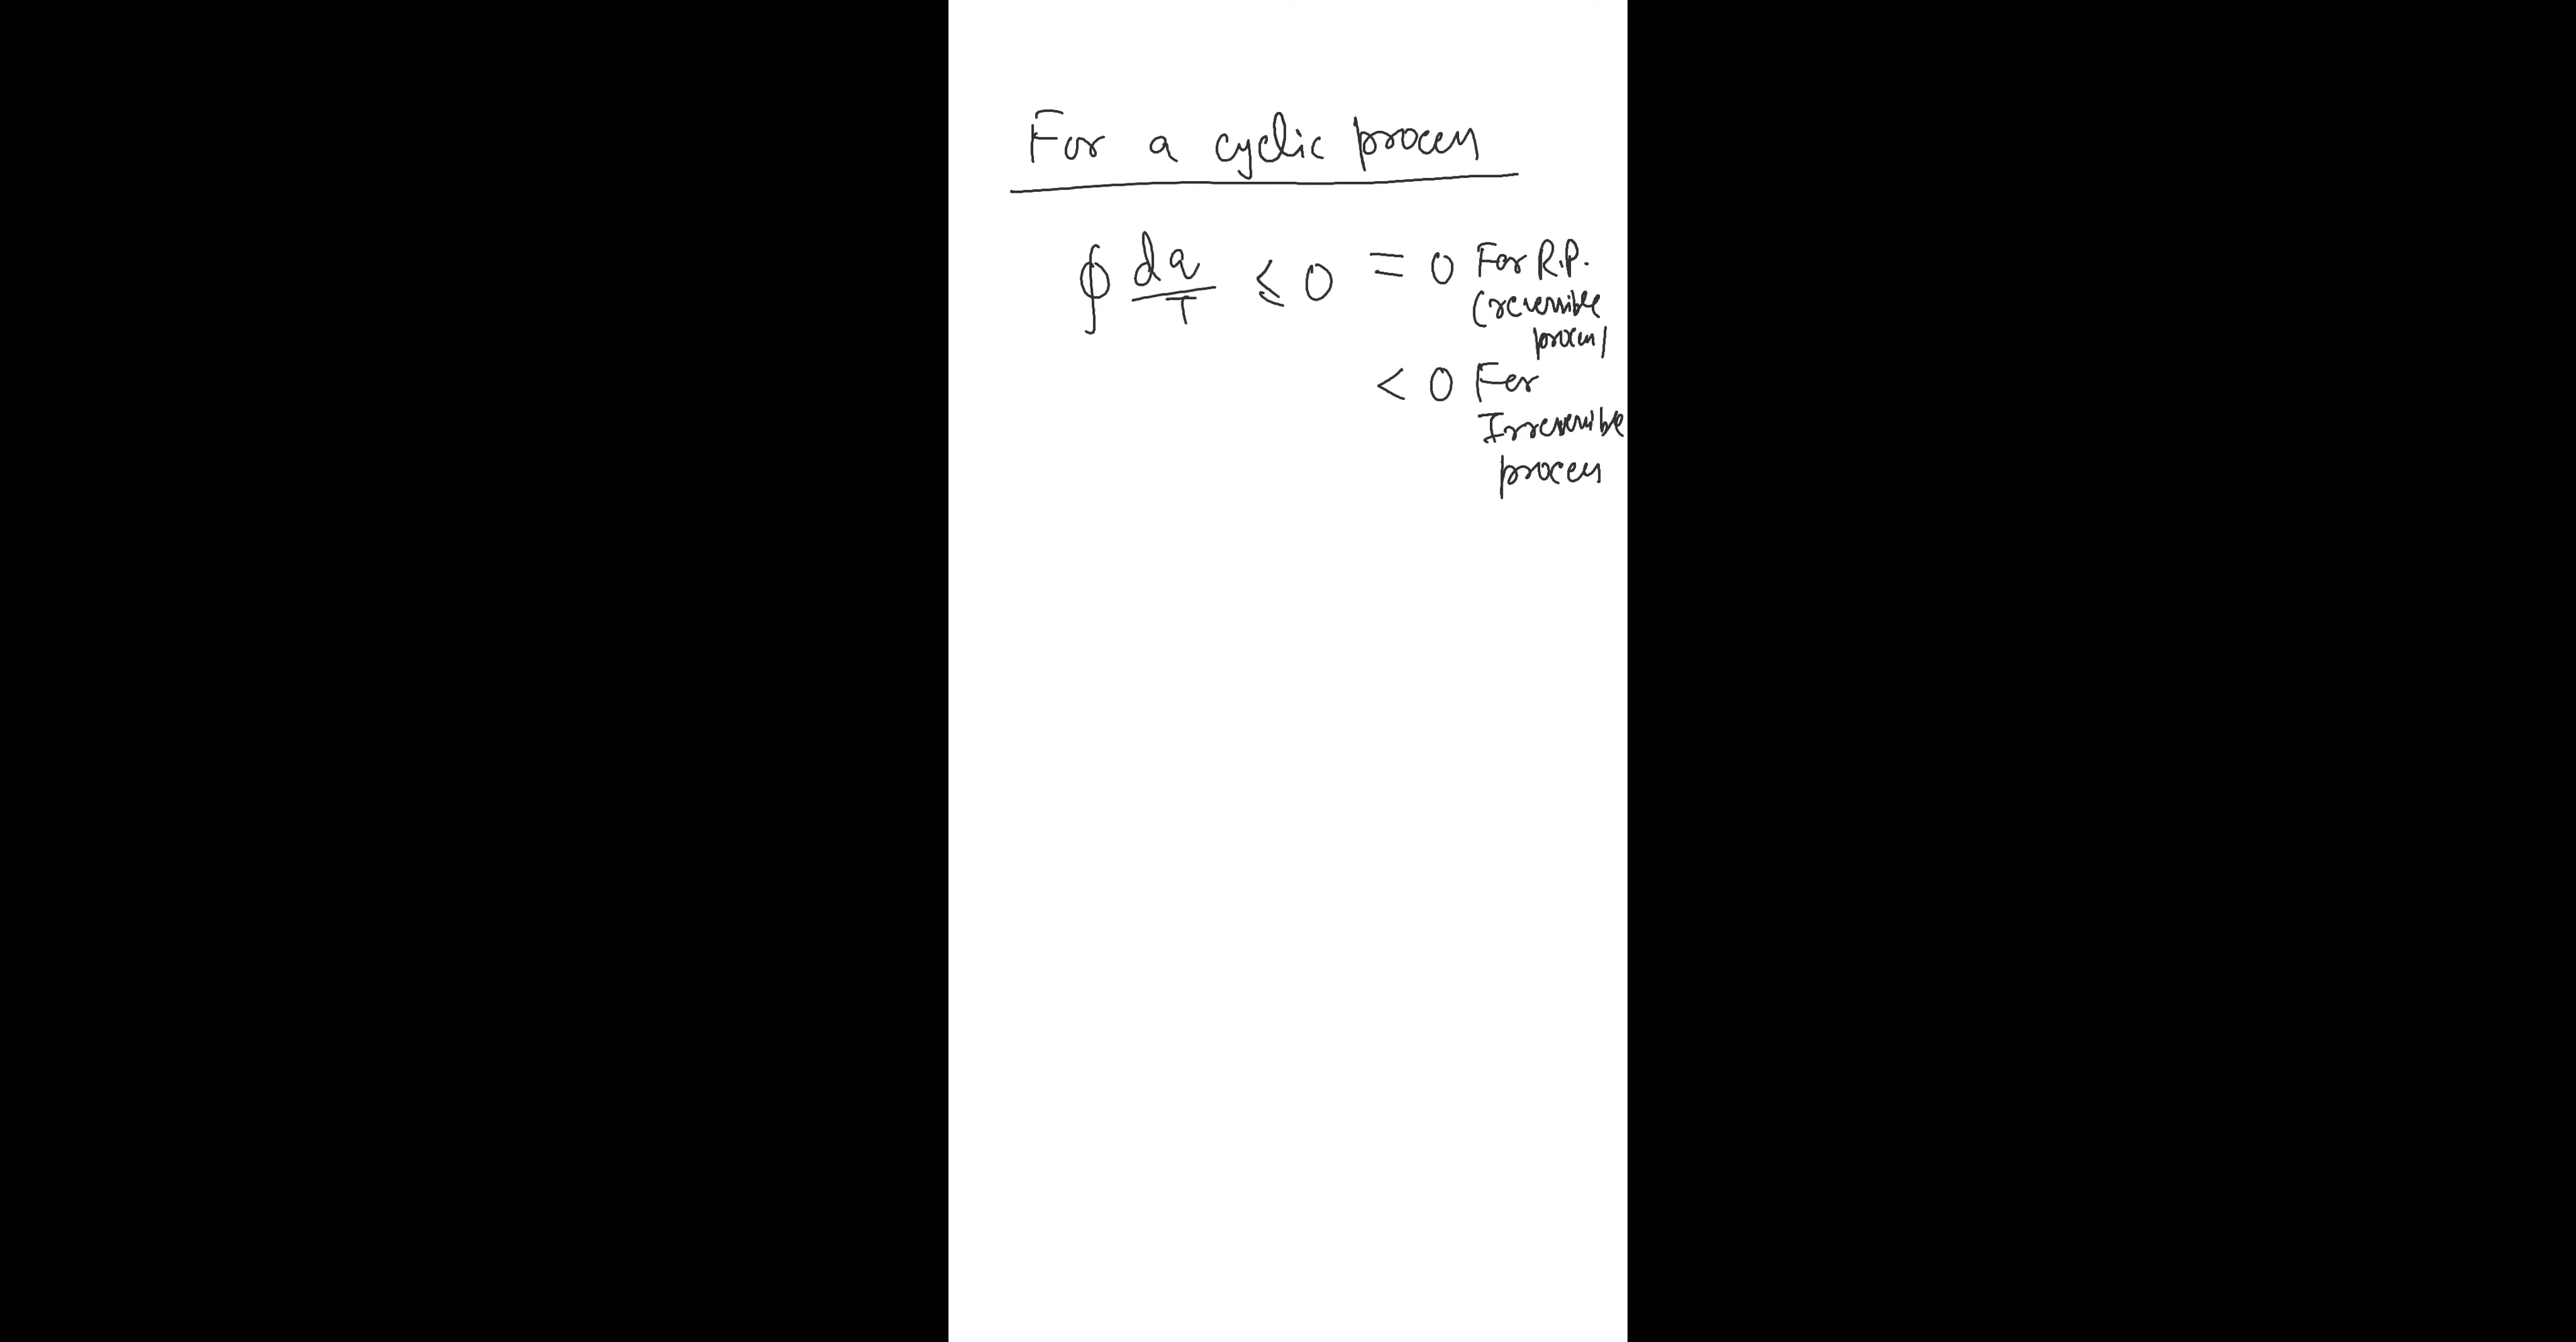 For a cyclic process
∮ dq/T ≤ 0 = 0 For R.P.
(reversible
process)
< 0 For
Irreversible
process